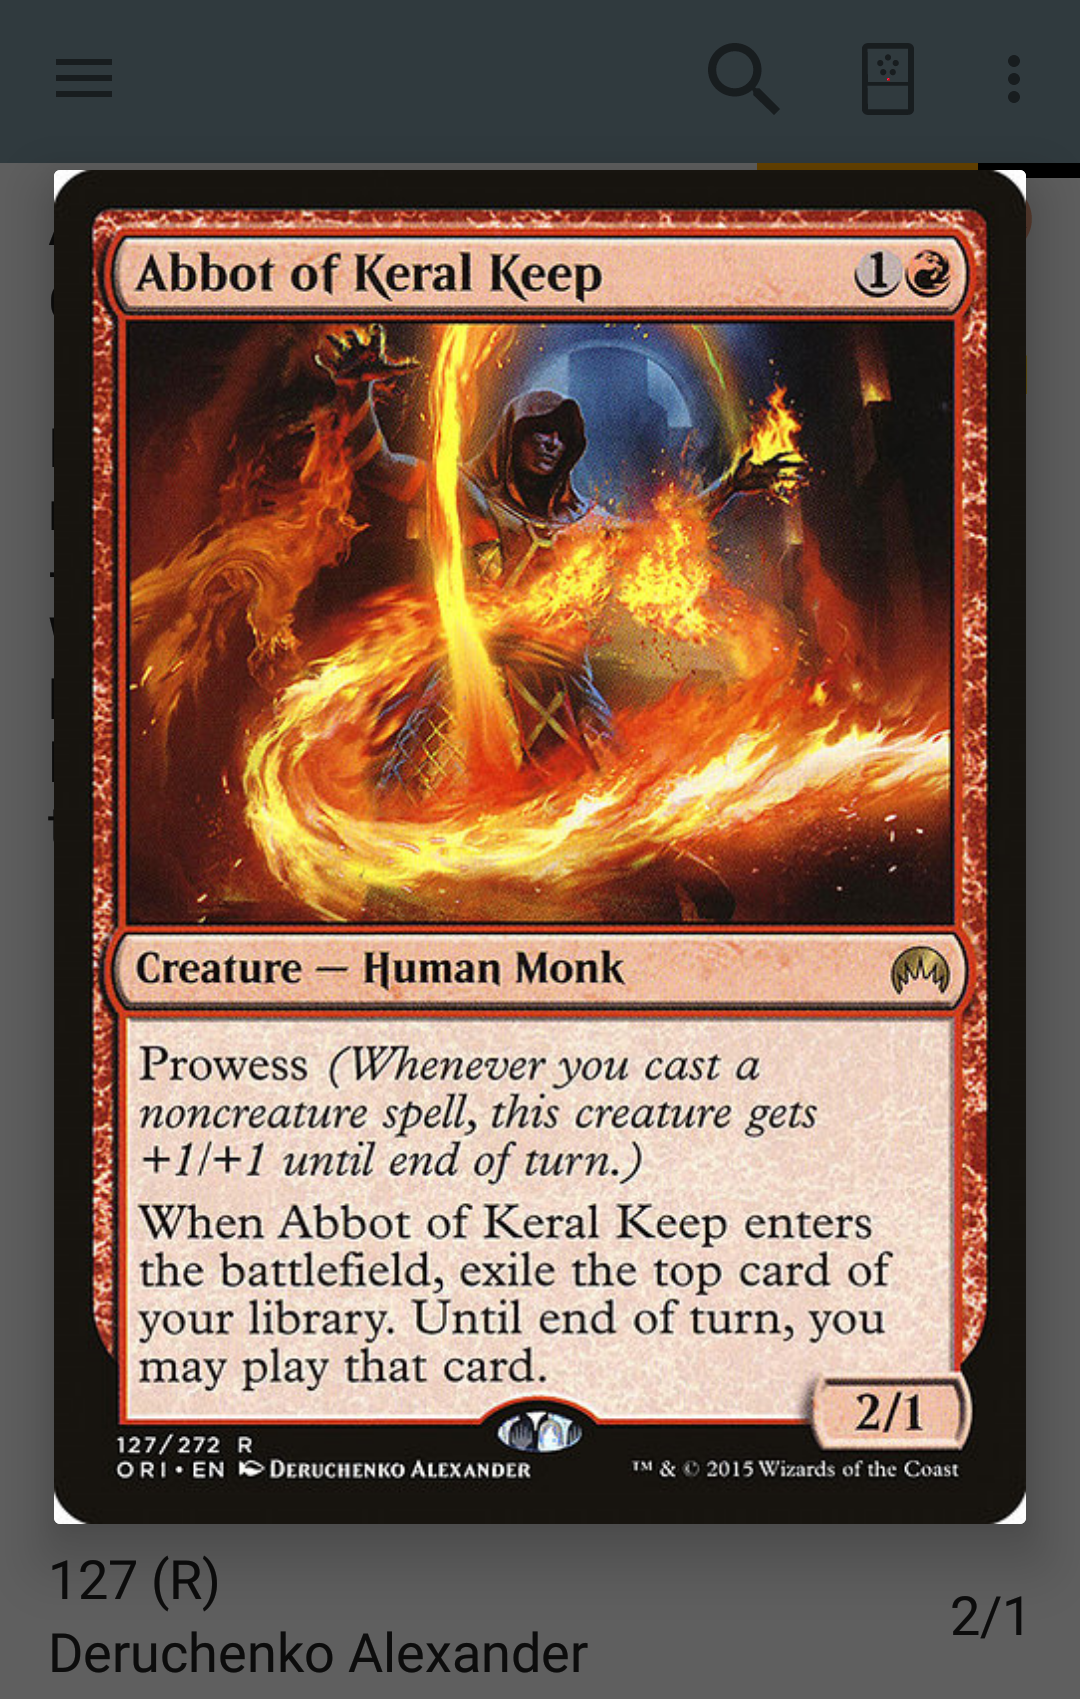 Abbot of Keral Keep 1
Creature — Human Monk
Prowess (Whenever you cast a
noncreature spell, this creature gets
+1/+1 until end of turn.)
When Abbot of Keral Keep enters
the battlefield, exile the top card of
your library. Until end of turn, you
may play that card.
2/1
127/272 R
ORI • EN DERUCHENKO ALEXANDER
™ & © 2015 Wizards of the Coast
127 (R)
2/1
Deruchenko Alexander